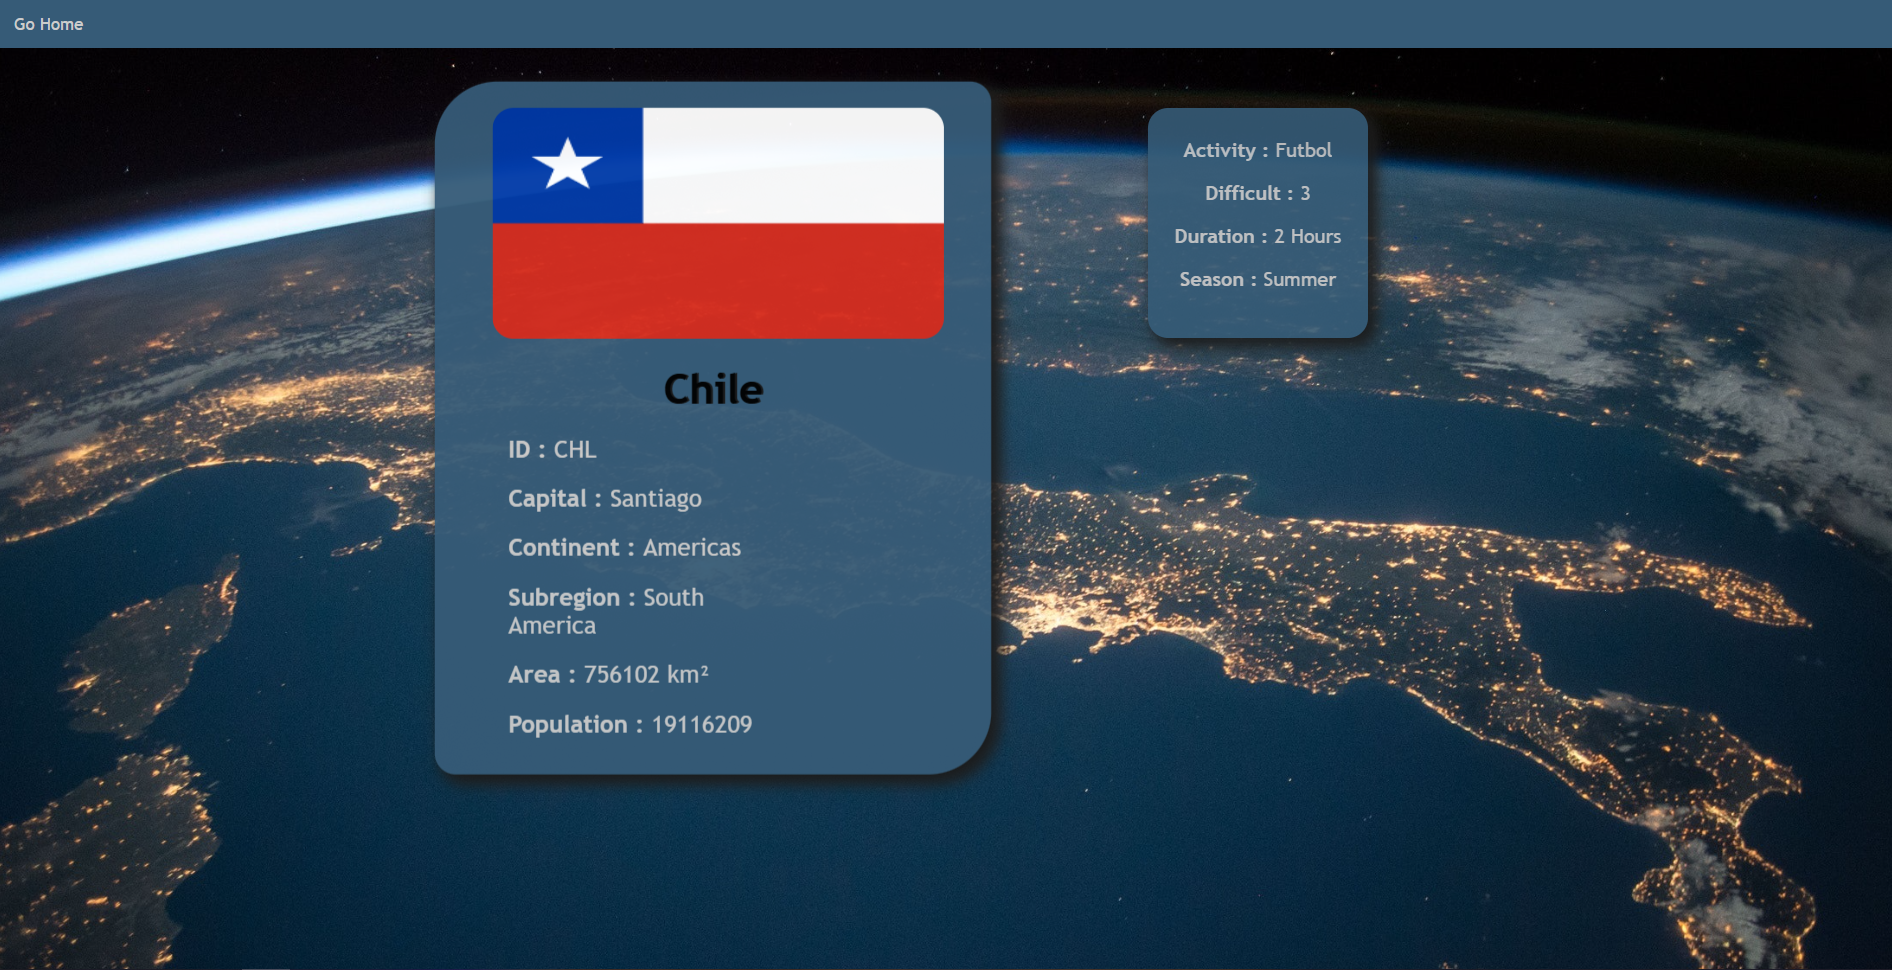 Go Home
Chile
ID : CHL
Capital : Santiago
Continent : Americas
Subregion : South
America
Area : 756102 km²
Population : 19116209
Activity : Futbol
Difficult : 3
Duration : 2 Hours
Season : Summer